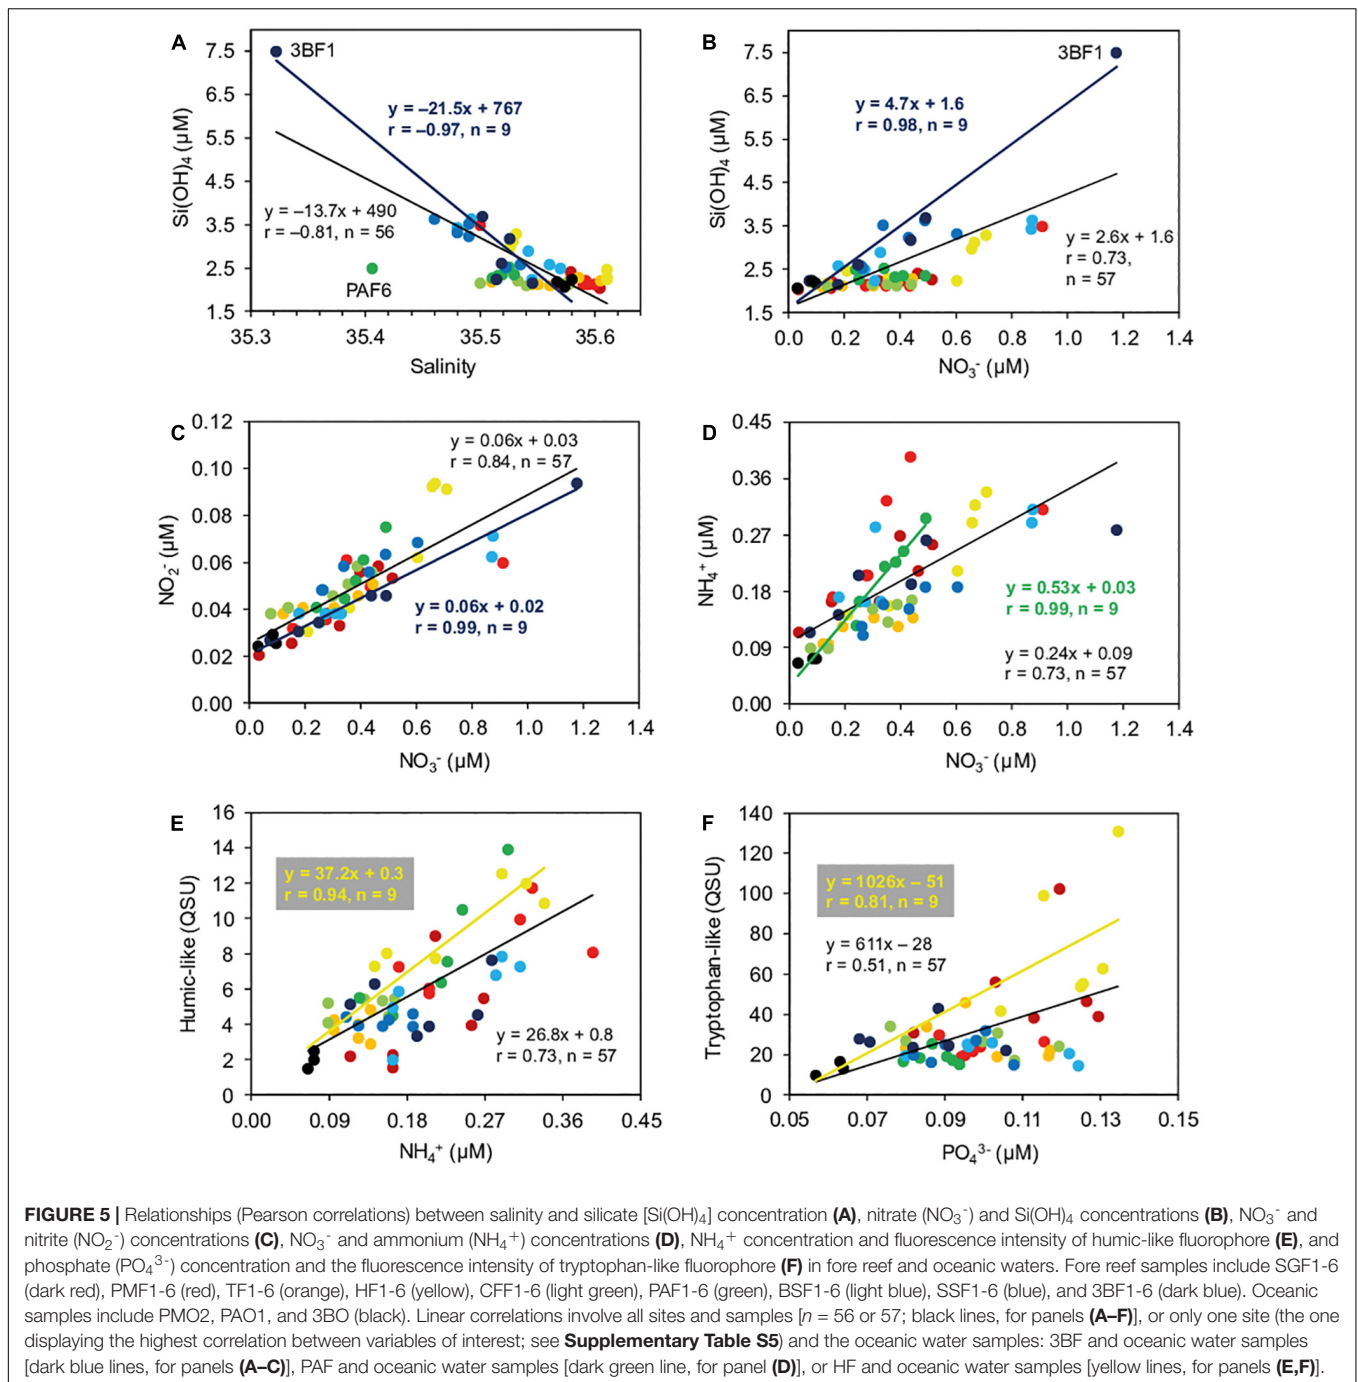 A
7.5
6.5
5.5
4.5
3.5
2.5
1.5
Si(OH)₄ (µM)
3BF1
y = –21.5x + 767
r = –0.97, n = 9
y = –13.7x + 490
r = –0.81, n = 56
PAF6
35.3 35.4 35.5 35.6
Salinity
B
7.5
6.5
5.5
4.5
3.5
2.5
1.5
Si(OH)₄ (µM)
3BF1
y = 4.7x + 1.6
r = 0.98, n = 9
y = 2.6x + 1.6
r = 0.73,
n = 57
0.0 0.2 0.4 0.6 0.8 1.0 1.2 1.4
NO₃⁻ (µM)
C
0.12
0.10
0.08
0.06
0.04
0.02
0.00
NO₂⁻ (µM)
y = 0.06x + 0.03
r = 0.84, n = 57
y = 0.06x + 0.02
r = 0.99, n = 9
0.0 0.2 0.4 0.6 0.8 1.0 1.2 1.4
NO₃⁻ (µM)
D
0.45
0.36
0.27
0.18
0.09
0.00
NH₄⁺ (µM)
y = 0.53x + 0.03
r = 0.99, n = 9
y = 0.24x + 0.09
r = 0.73, n = 57
0.0 0.2 0.4 0.6 0.8 1.0 1.2 1.4
NO₃⁻ (µM)
E
16
14
12
10
8
6
4
2
0
Humic-like (QSU)
y = 37.2x + 0.3
r = 0.94, n = 9
y = 26.8x + 0.8
r = 0.73, n = 57
0.00 0.09 0.18 0.27 0.36 0.45
NH₄⁺ (µM)
F
140
120
100
80
60
40
20
0
Tryptophan-like (QSU)
y = 1026x – 51
r = 0.81, n = 9
y = 611x – 28
r = 0.51, n = 57
0.05 0.07 0.09 0.11 0.13 0.15
PO₄³⁻ (µM)
FIGURE 5 | Relationships (Pearson correlations) between salinity and silicate [Si(OH)₄] concentration (A), nitrate (NO₃⁻) and Si(OH)₄ concentrations (B), NO₃⁻ and
nitrite (NO₂⁻) concentrations (C), NO₃⁻ and ammonium (NH₄⁺) concentrations (D), NH₄⁺ concentration and fluorescence intensity of humic-like fluorophore (E), and
phosphate (PO₄³⁻) concentration and the fluorescence intensity of tryptophan-like fluorophore (F) in fore reef and oceanic waters. Fore reef samples include SGF1-6
(dark red), PMF1-6 (red), TF1-6 (orange), HF1-6 (yellow), CFF1-6 (light green), PAF1-6 (green), BSF1-6 (light blue), SSF1-6 (blue), and 3BF1-6 (dark blue). Oceanic
samples include PMO2, PAO1, and 3BO (black). Linear correlations involve all sites and samples [n = 56 or 57; black lines, for panels (A–F)], or only one site (the one
displaying the highest correlation between variables of interest; see Supplementary Table S5) and the oceanic water samples: 3BF and oceanic water samples
[dark blue lines, for panels (A–C)], PAF and oceanic water samples [dark green line, for panel (D)], or HF and oceanic water samples [yellow lines, for panels (E,F)].